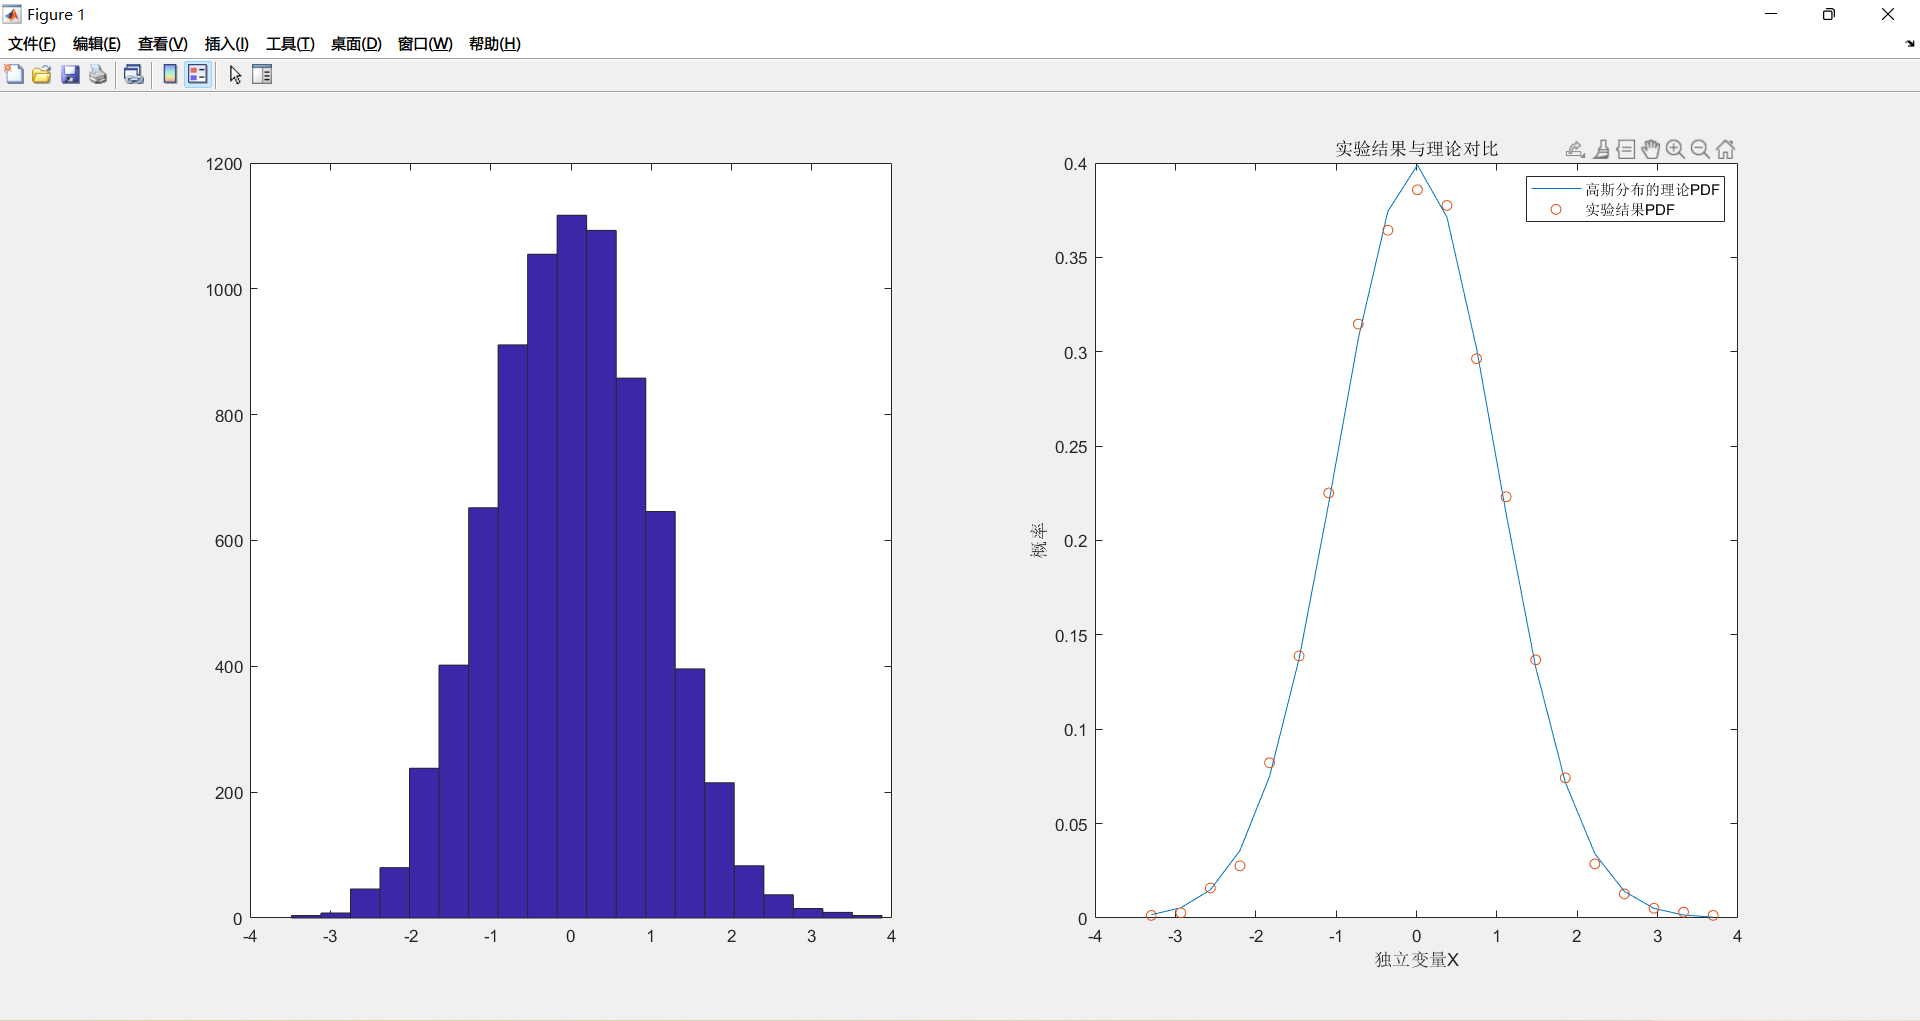 Figure 1
文件(F) 编辑(E) 查看(V) 插入(I) 工具(T) 桌面(D) 窗口(W) 帮助(H)
1200
1000
800
600
400
200
0
-4 -3 -2 -1 0 1 2 3 4
实验结果与理论对比
高斯分布的理论PDF
实验结果PDF
0.4
0.35
0.3
0.25
0.2
0.15
0.1
0.05
0
概率
-4 -3 -2 -1 0 1 2 3 4
独立变量X